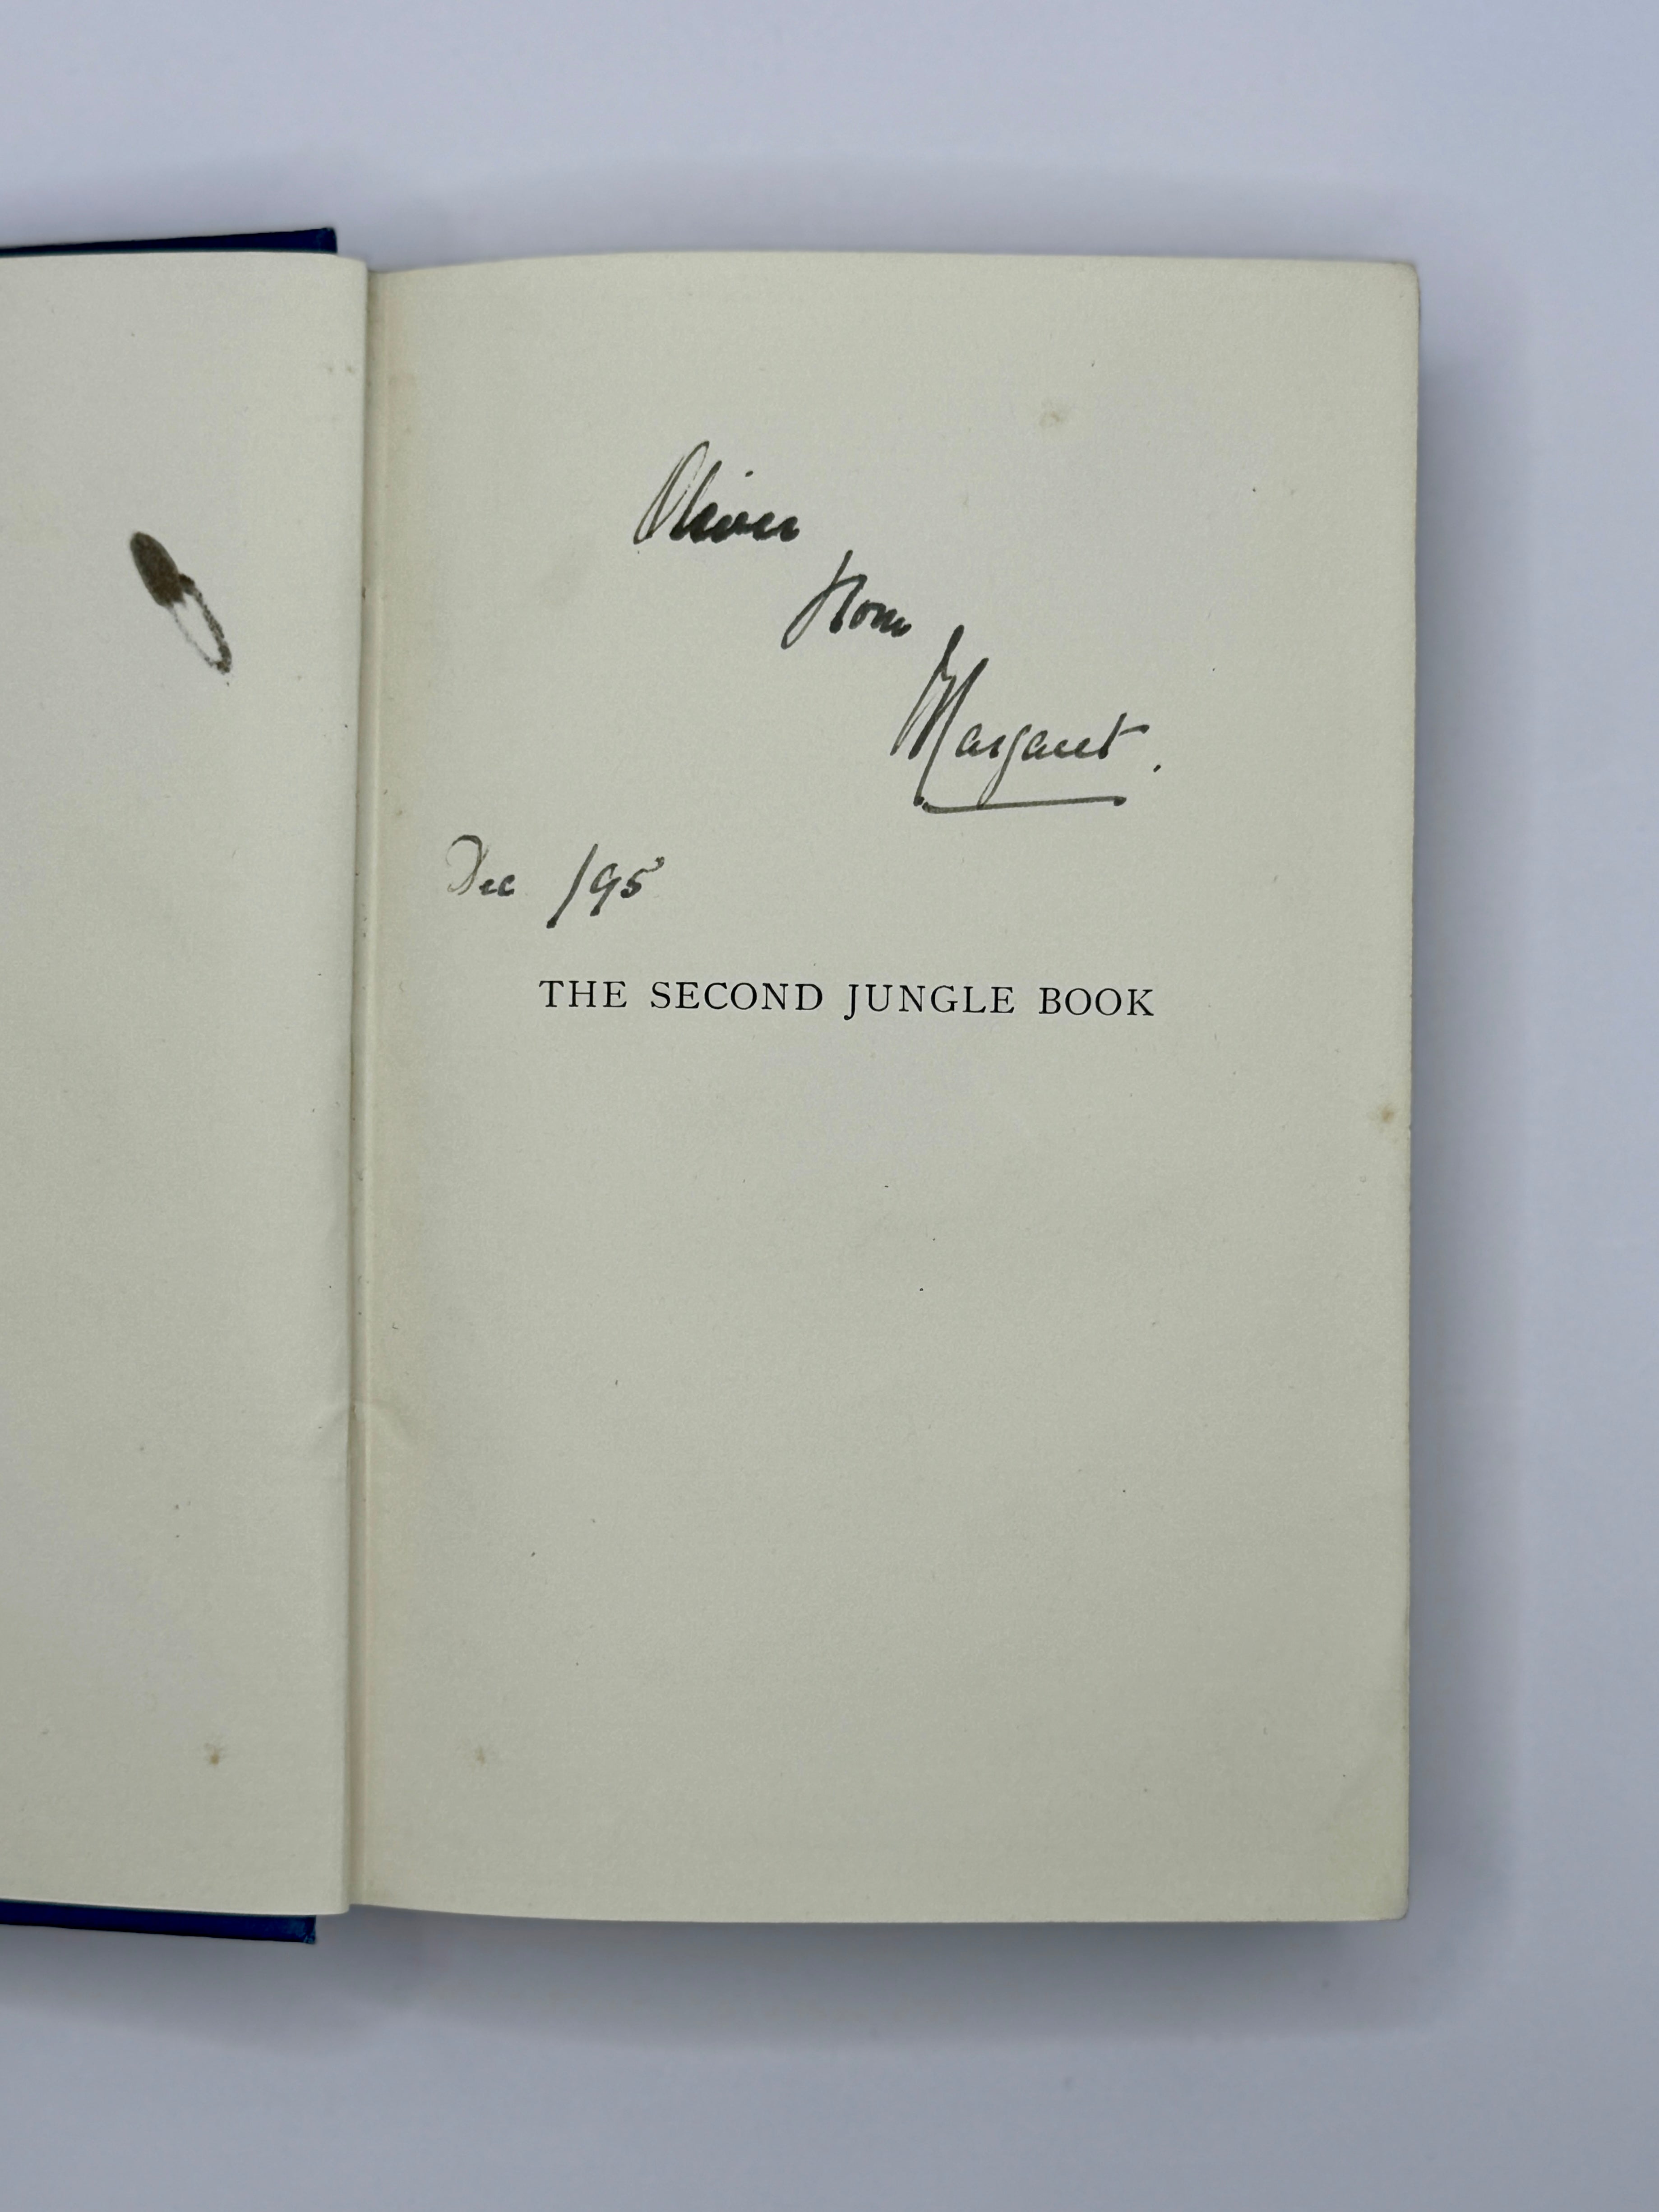 Oliver
from
Margaret.
Dec /95
THE SECOND JUNGLE BOOK